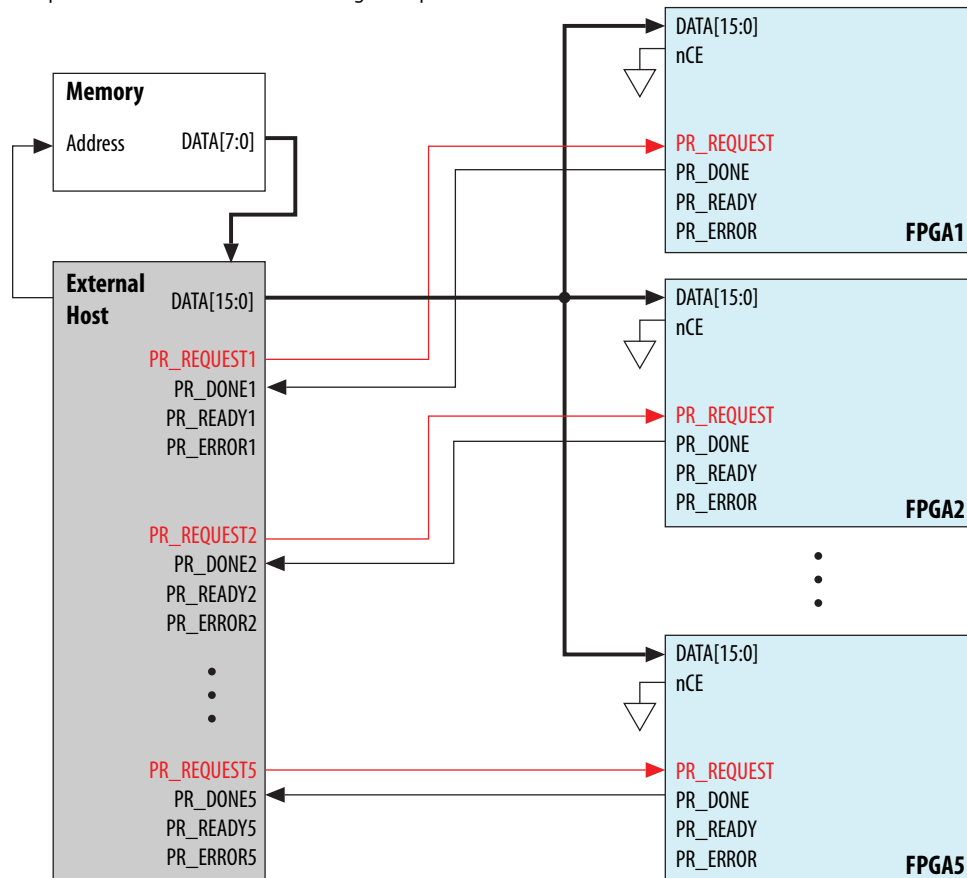 Memory
Address
DATA[7:0]
External
Host
DATA[15:0]
PR_REQUEST1
PR_DONE1
PR_READY1
PR_ERROR1
PR_REQUEST2
PR_DONE2
PR_READY2
PR_ERROR2
PR_REQUEST5
PR_DONE5
PR_READY5
PR_ERROR5
DATA[15:0]
nCE
PR_REQUEST
PR_DONE
PR_READY
PR_ERROR
FPGA1
DATA[15:0]
nCE
PR_REQUEST
PR_DONE
PR_READY
PR_ERROR
FPGA2
DATA[15:0]
nCE
PR_REQUEST
PR_DONE
PR_READY
PR_ERROR
FPGA5